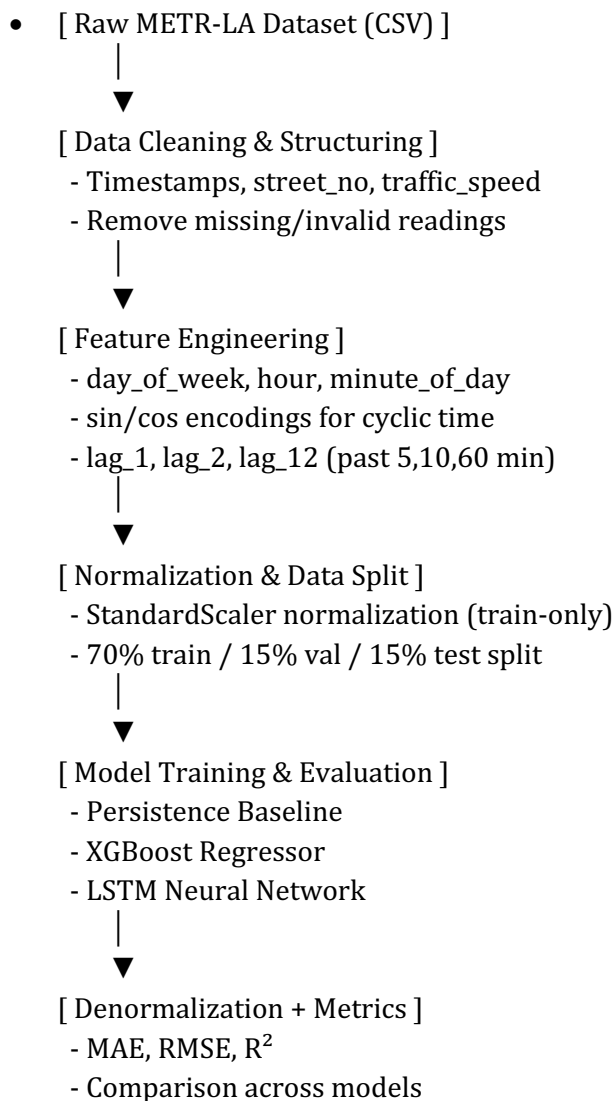 • [ Raw METR-LA Dataset (CSV) ]
│
▼
[ Data Cleaning & Structuring ]
- Timestamps, street_no, traffic_speed
- Remove missing/invalid readings
│
▼
[ Feature Engineering ]
- day_of_week, hour, minute_of_day
- sin/cos encodings for cyclic time
- lag_1, lag_2, lag_12 (past 5,10,60 min)
│
▼
[ Normalization & Data Split ]
- StandardScaler normalization (train-only)
- 70% train / 15% val / 15% test split
│
▼
[ Model Training & Evaluation ]
- Persistence Baseline
- XGBoost Regressor
- LSTM Neural Network
│
▼
[ Denormalization + Metrics ]
- MAE, RMSE, R²
- Comparison across models